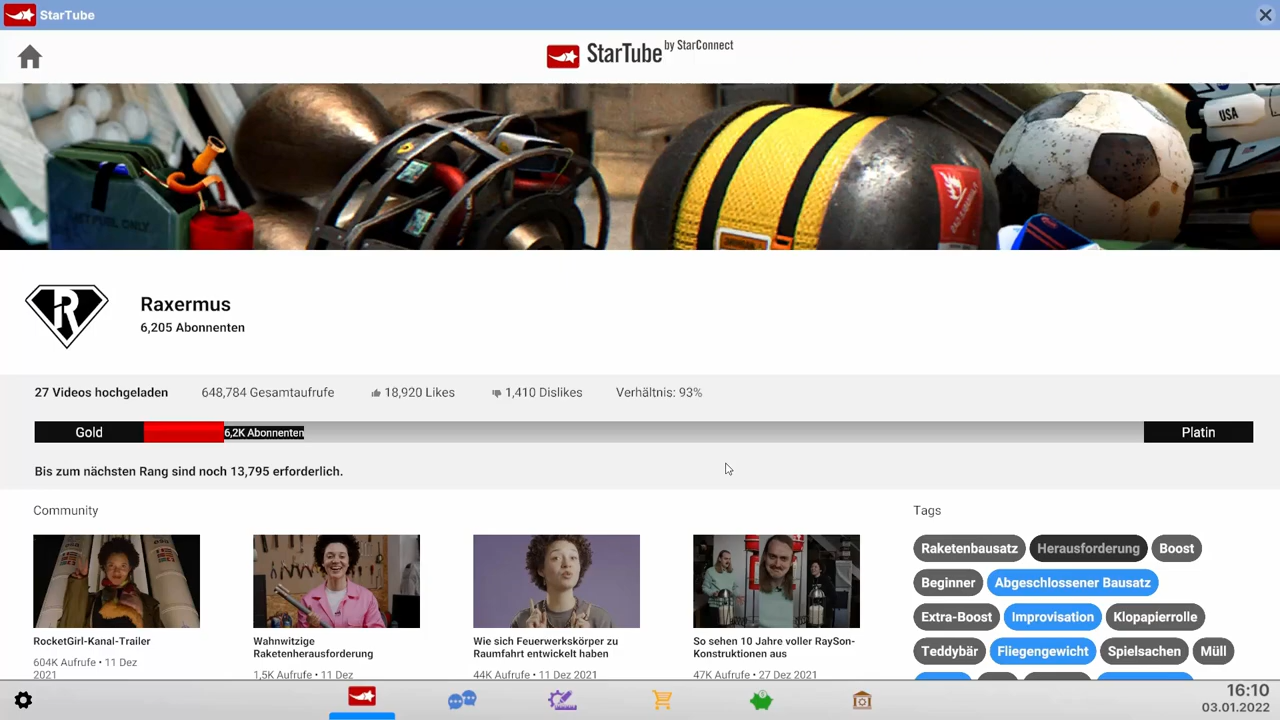 StarTube
StarTube by StarConnect
USA
JET FUEL ONLY
Raxermus
6,205 Abonnenten
27 Videos hochgeladen 648,784 Gesamtaufrufe 18,920 Likes 1,410 Dislikes Verhältnis: 93%
Gold 6,2K Abonnenten Platin
Bis zum nächsten Rang sind noch 13,795 erforderlich.
Community
RocketGirl-Kanal-Trailer
604K Aufrufe • 11 Dez
2021
Wahnwitzige
Raketenherausforderung
1,5K Aufrufe • 11 Dez
Wie sich Feuerwerkskörper zu
Raumfahrt entwickelt haben
44K Aufrufe • 11 Dez 2021
So sehen 10 Jahre voller RaySon-
Konstruktionen aus
47K Aufrufe • 27 Dez 2021
Tags
Raketenbausatz Herausforderung Boost
Beginner Abgeschlossener Bausatz
Extra-Boost Improvisation Klopapierrolle
Teddybär Fliegengewicht Spielsachen Müll
16:10
03.01.2022